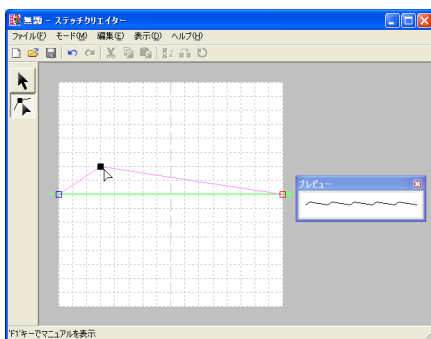 無題 - ステッチクリエイター
ファイル(F) モード(M) 編集(E) 表示(D) ヘルプ(H)
プレビュー
'F1'キーでマニュアルを表示